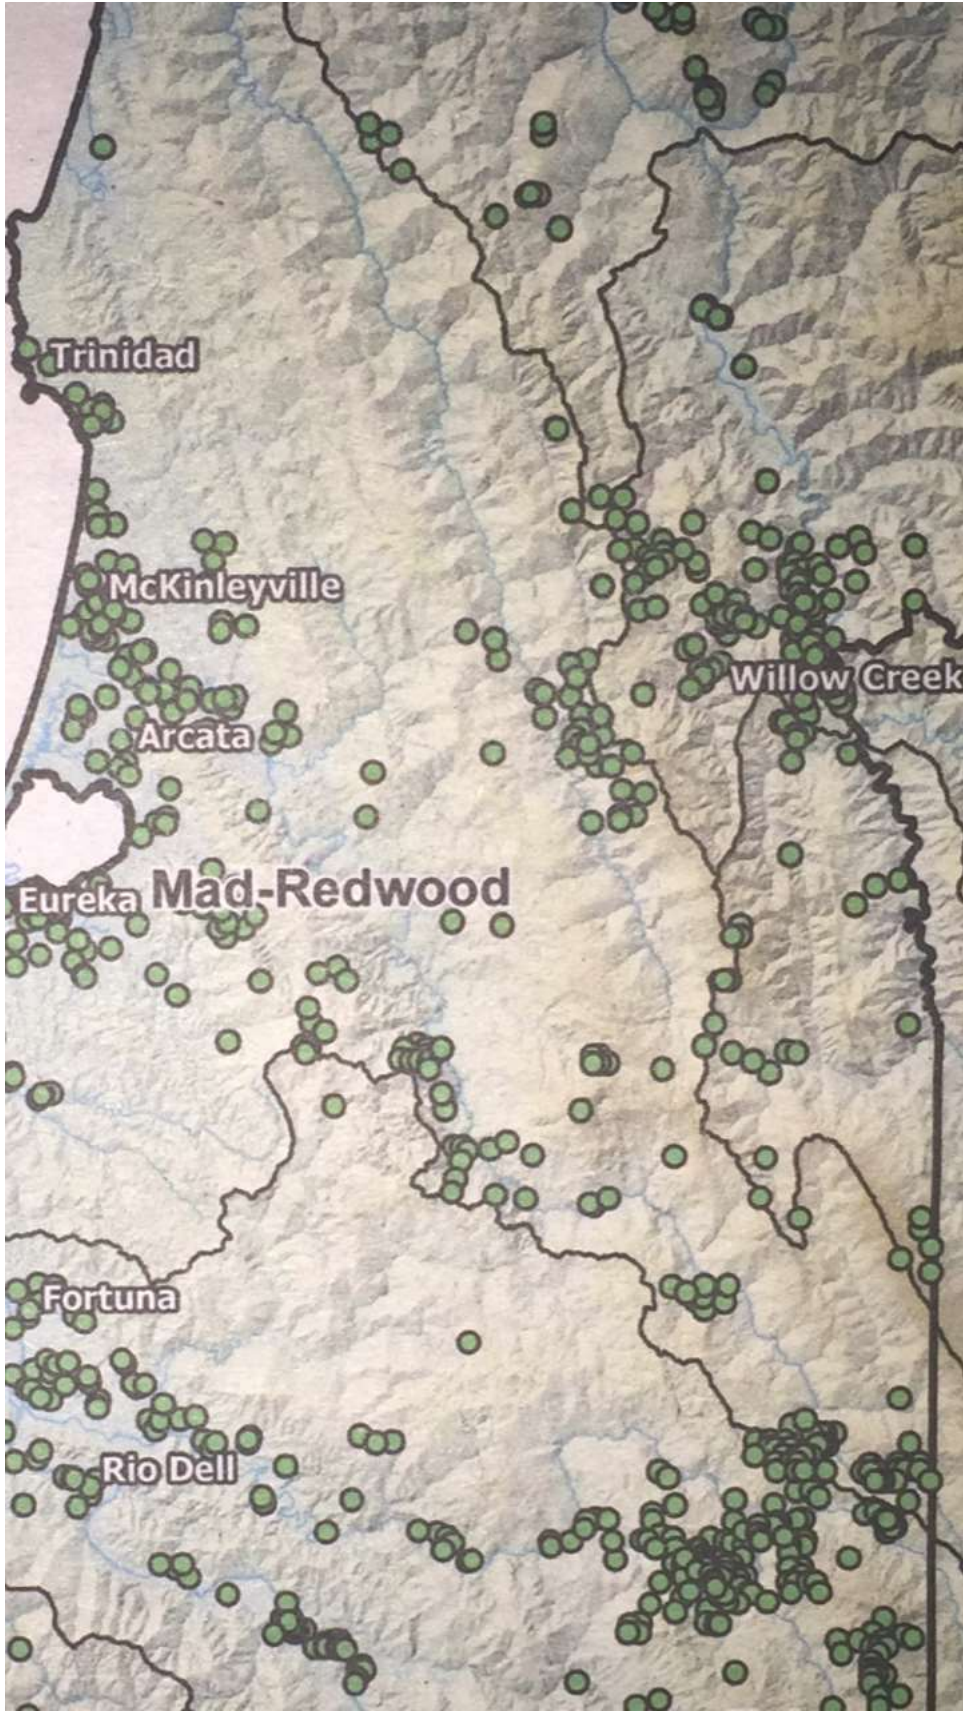 Trinidad
McKinleyville
Willow Creek
Arcata
Eureka
Mad-Redwood
Fortuna
Rio Dell